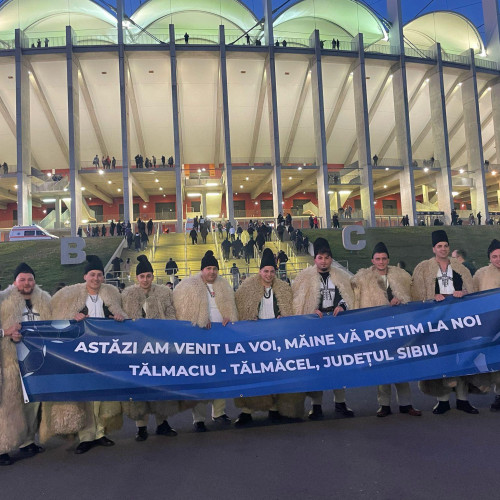 B
C
ASTĂZI AM VENIT LA VOI, MÂINE VĂ POFTIM LA NOI
TĂLMACIU - TĂLMĂCEL, JUDEȚUL SIBIU